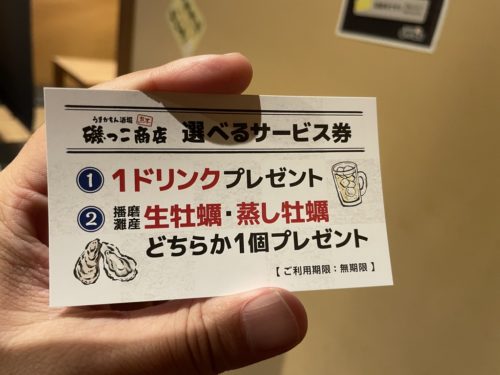 うまかもん酒場
磯っこ商店 選べるサービス券
① 1ドリンクプレゼント
② 播磨灘産 生牡蠣・蒸し牡蠣
どちらか1個プレゼント
【ご利用期限：無期限】